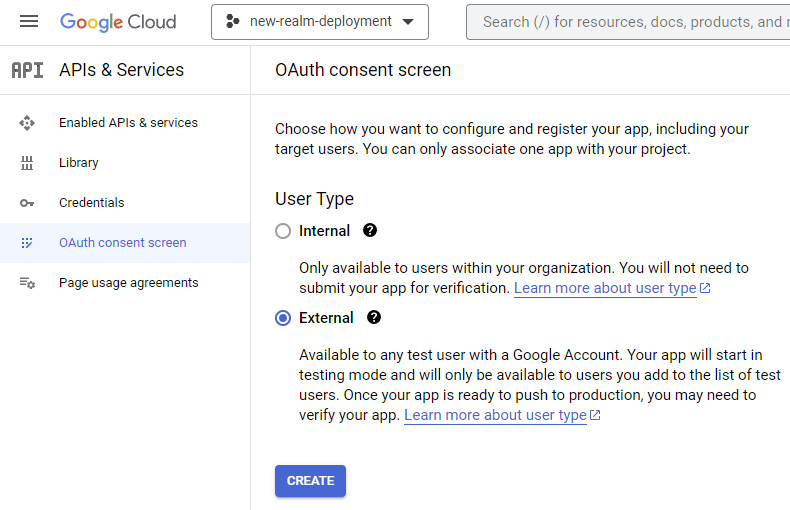 Google Cloud
new-realm-deployment
Search (/) for resources, docs, products, and
API APIs & Services
OAuth consent screen
Enabled APIs & services
Library
Credentials
OAuth consent screen
Page usage agreements
Choose how you want to configure and register your app, including your
target users. You can only associate one app with your project.
User Type
Internal ?
Only available to users within your organization. You will not need to
submit your app for verification. Learn more about user type
External ?
Available to any test user with a Google Account. Your app will start in
testing mode and will only be available to users you add to the list of test
users. Once your app is ready to push to production, you may need to
verify your app. Learn more about user type
CREATE